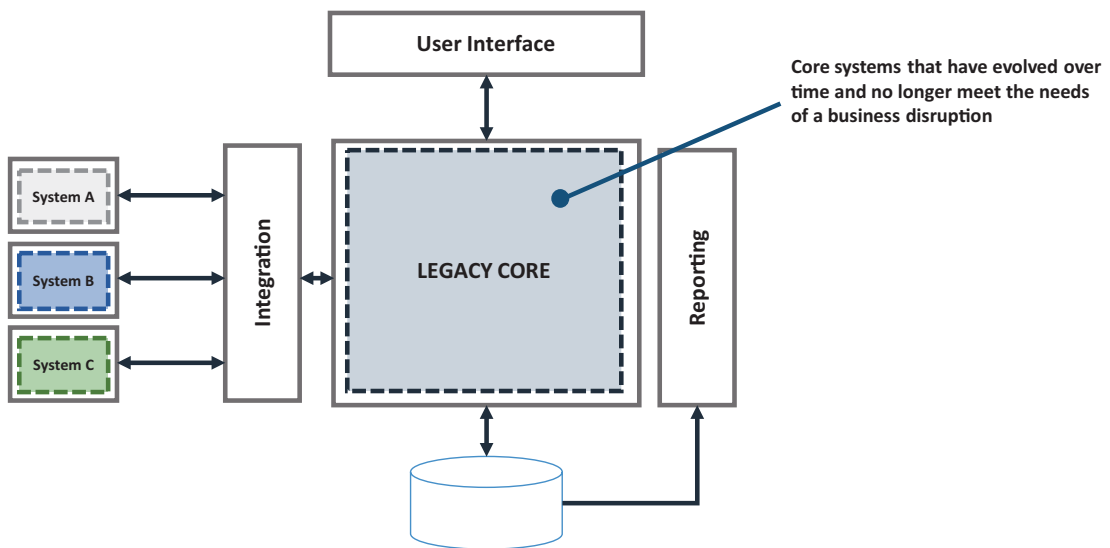 User Interface
Core systems that have evolved over
time and no longer meet the needs
of a business disruption
System A
System B
System C
Integration
LEGACY CORE
Reporting